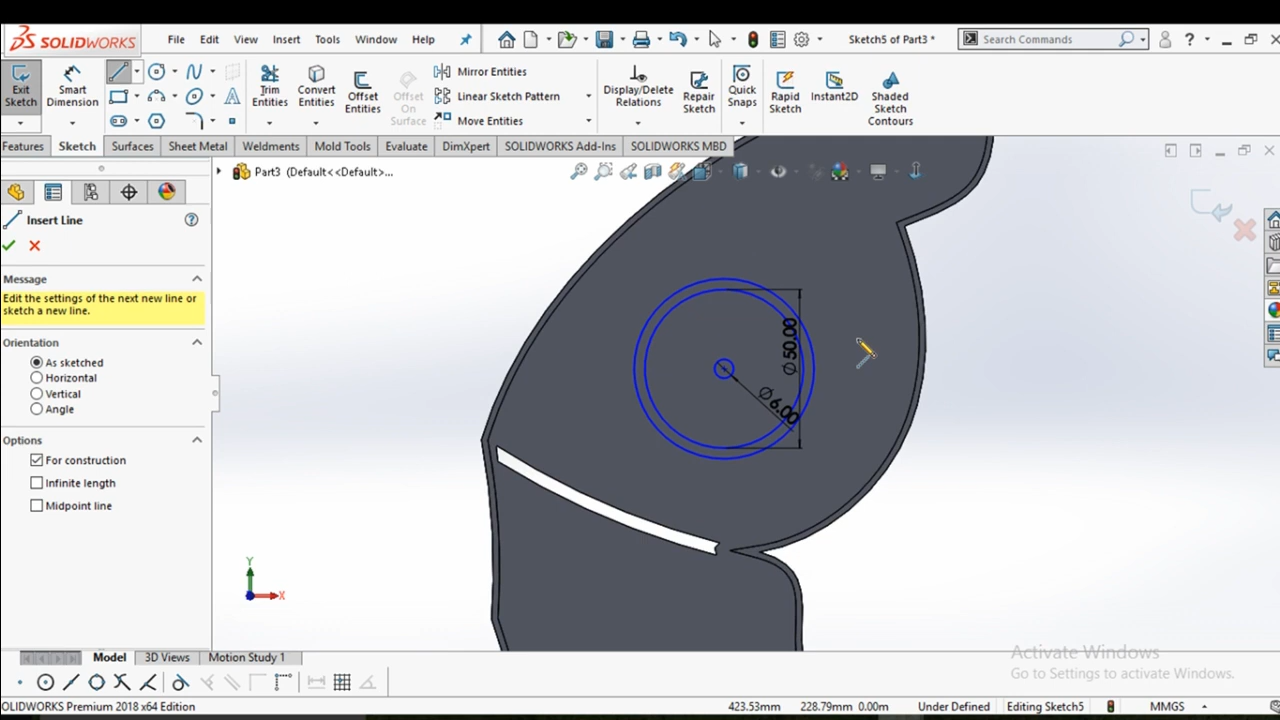 SOLIDWORKS File Edit View Insert Tools Window Help Sketch5 of Part3 * Search Commands ?
Exit Sketch Smart Dimension Trim Entities Convert Entities Offset Entities Offset On Surface Mirror Entities Linear Sketch Pattern Move Entities Display/Delete Relations Repair Sketch Quick Snaps Rapid Sketch Instant2D Shaded Sketch Contours
Features Sketch Surfaces Sheet Metal Weldments Mold Tools Evaluate DimXpert SOLIDWORKS Add-Ins SOLIDWORKS MBD
Part3 (Default<<Default>...
Insert Line
Message
Edit the settings of the next new line or
sketch a new line.
Orientation
As sketched
Horizontal
Vertical
Angle
Options
For construction
Infinite length
Midpoint line
Ø50.00
Ø6.00
Y
X
Activate Windows
Go to Settings to activate Windows.
Model 3D Views Motion Study 1
OLIDWORKS Premium 2018 x64 Edition 423.53mm 228.79mm 0.00m Under Defined Editing Sketch5 MMGS